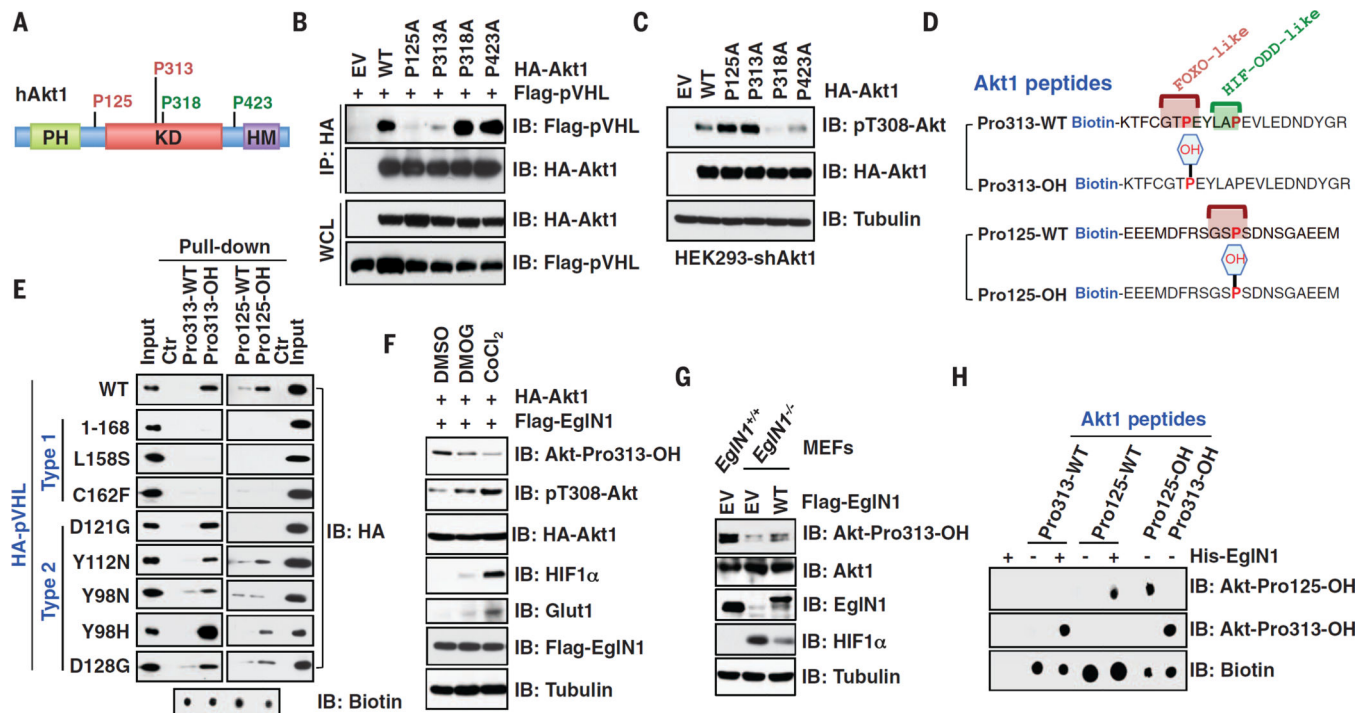 A
hAkt1
P125
P313
P318
P423
PH
KD
HM
B
EV
WT
P125A
P313A
P318A
P423A
HA-Akt1
+ + + + + + Flag-pVHL
IP: HA
IB: Flag-pVHL
IB: HA-Akt1
WCL
IB: HA-Akt1
IB: Flag-pVHL
C
EV
WT
P125A
P313A
P318A
P423A
HA-Akt1
IB: pT308-Akt
IB: HA-Akt1
IB: Tubulin
HEK293-shAkt1
D
Akt1 peptides
FOXO-like
HIF-ODD-like
Pro313-WT Biotin-KTFCGTPEYLAPEVLEDNDYGR
OH
Pro313-OH Biotin-KTFCGTPEYLAPEVLEDNDYGR
Pro125-WT Biotin-EEEMDFRSGSPSDNSGAEEM
OH
Pro125-OH Biotin-EEEMDFRSGSPSDNSGAEEM
E
Pull-down
Input
Ctr
Pro313-WT
Pro313-OH
Pro125-WT
Pro125-OH
Ctr
Input
HA-pVHL
WT
Type 1
1-168
L158S
C162F
Type 2
D121G
Y112N
Y98N
Y98H
D128G
IB: HA
IB: Biotin
F
DMSO
DMOG
CoCl2
+ + + HA-Akt1
+ + + Flag-EglN1
IB: Akt-Pro313-OH
IB: pT308-Akt
IB: HA-Akt1
IB: HIF1α
IB: Glut1
IB: Flag-EglN1
IB: Tubulin
G
EglN1+/+
EglN1-/-
MEFs
EV
EV
WT
Flag-EglN1
IB: Akt-Pro313-OH
IB: Akt1
IB: EglN1
IB: HIF1α
IB: Tubulin
H
Akt1 peptides
Pro313-WT
Pro125-WT
Pro125-OH
Pro313-OH
+ - + - + - - His-EglN1
IB: Akt-Pro125-OH
IB: Akt-Pro313-OH
IB: Biotin